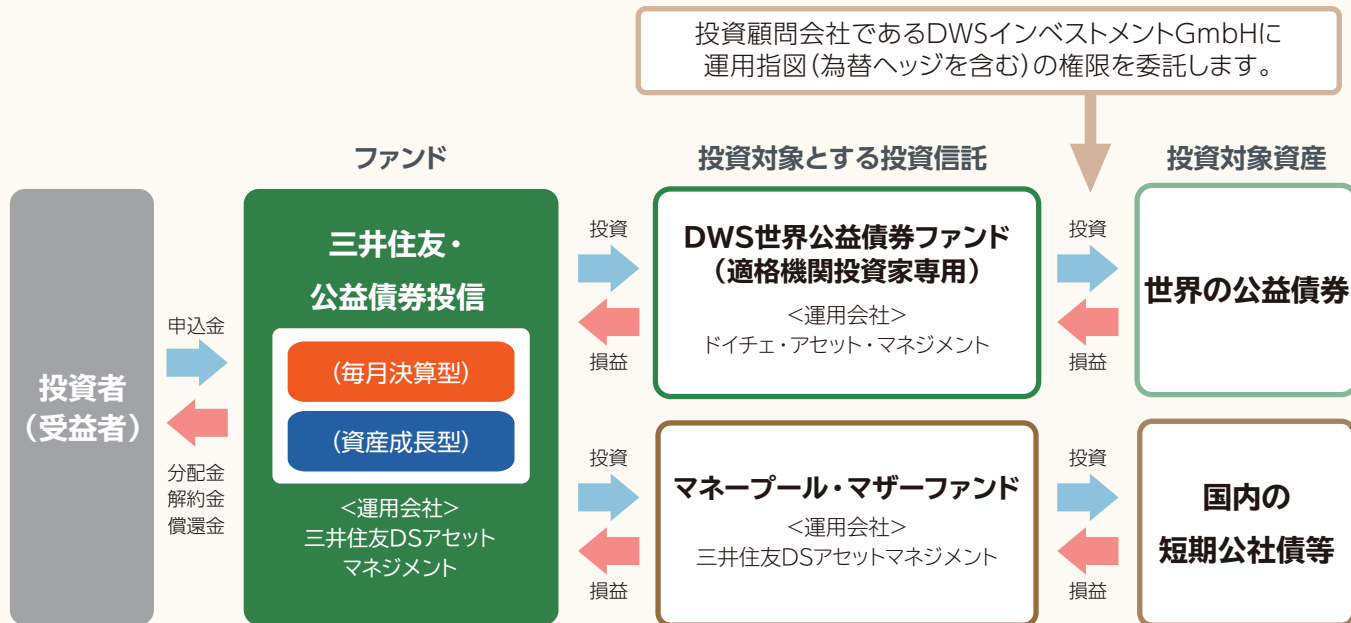 投資顧問会社であるDWSインベストメントGmbHに
運用指図(為替ヘッジを含む)の権限を委託します。
ファンド
投資対象とする投資信託
投資対象資産
投資者
(受益者)
申込金
分配金
解約金
償還金
三井住友・
公益債券投信
(毎月決算型)
(資産成長型)
<運用会社>
三井住友DSアセット
マネジメント
投資
損益
DWS世界公益債券ファンド
(適格機関投資家専用)
<運用会社>
ドイチェ・アセット・マネジメント
投資
損益
世界の公益債券
投資
損益
マネープール・マザーファンド
<運用会社>
三井住友DSアセットマネジメント
投資
損益
国内の
短期公社債等